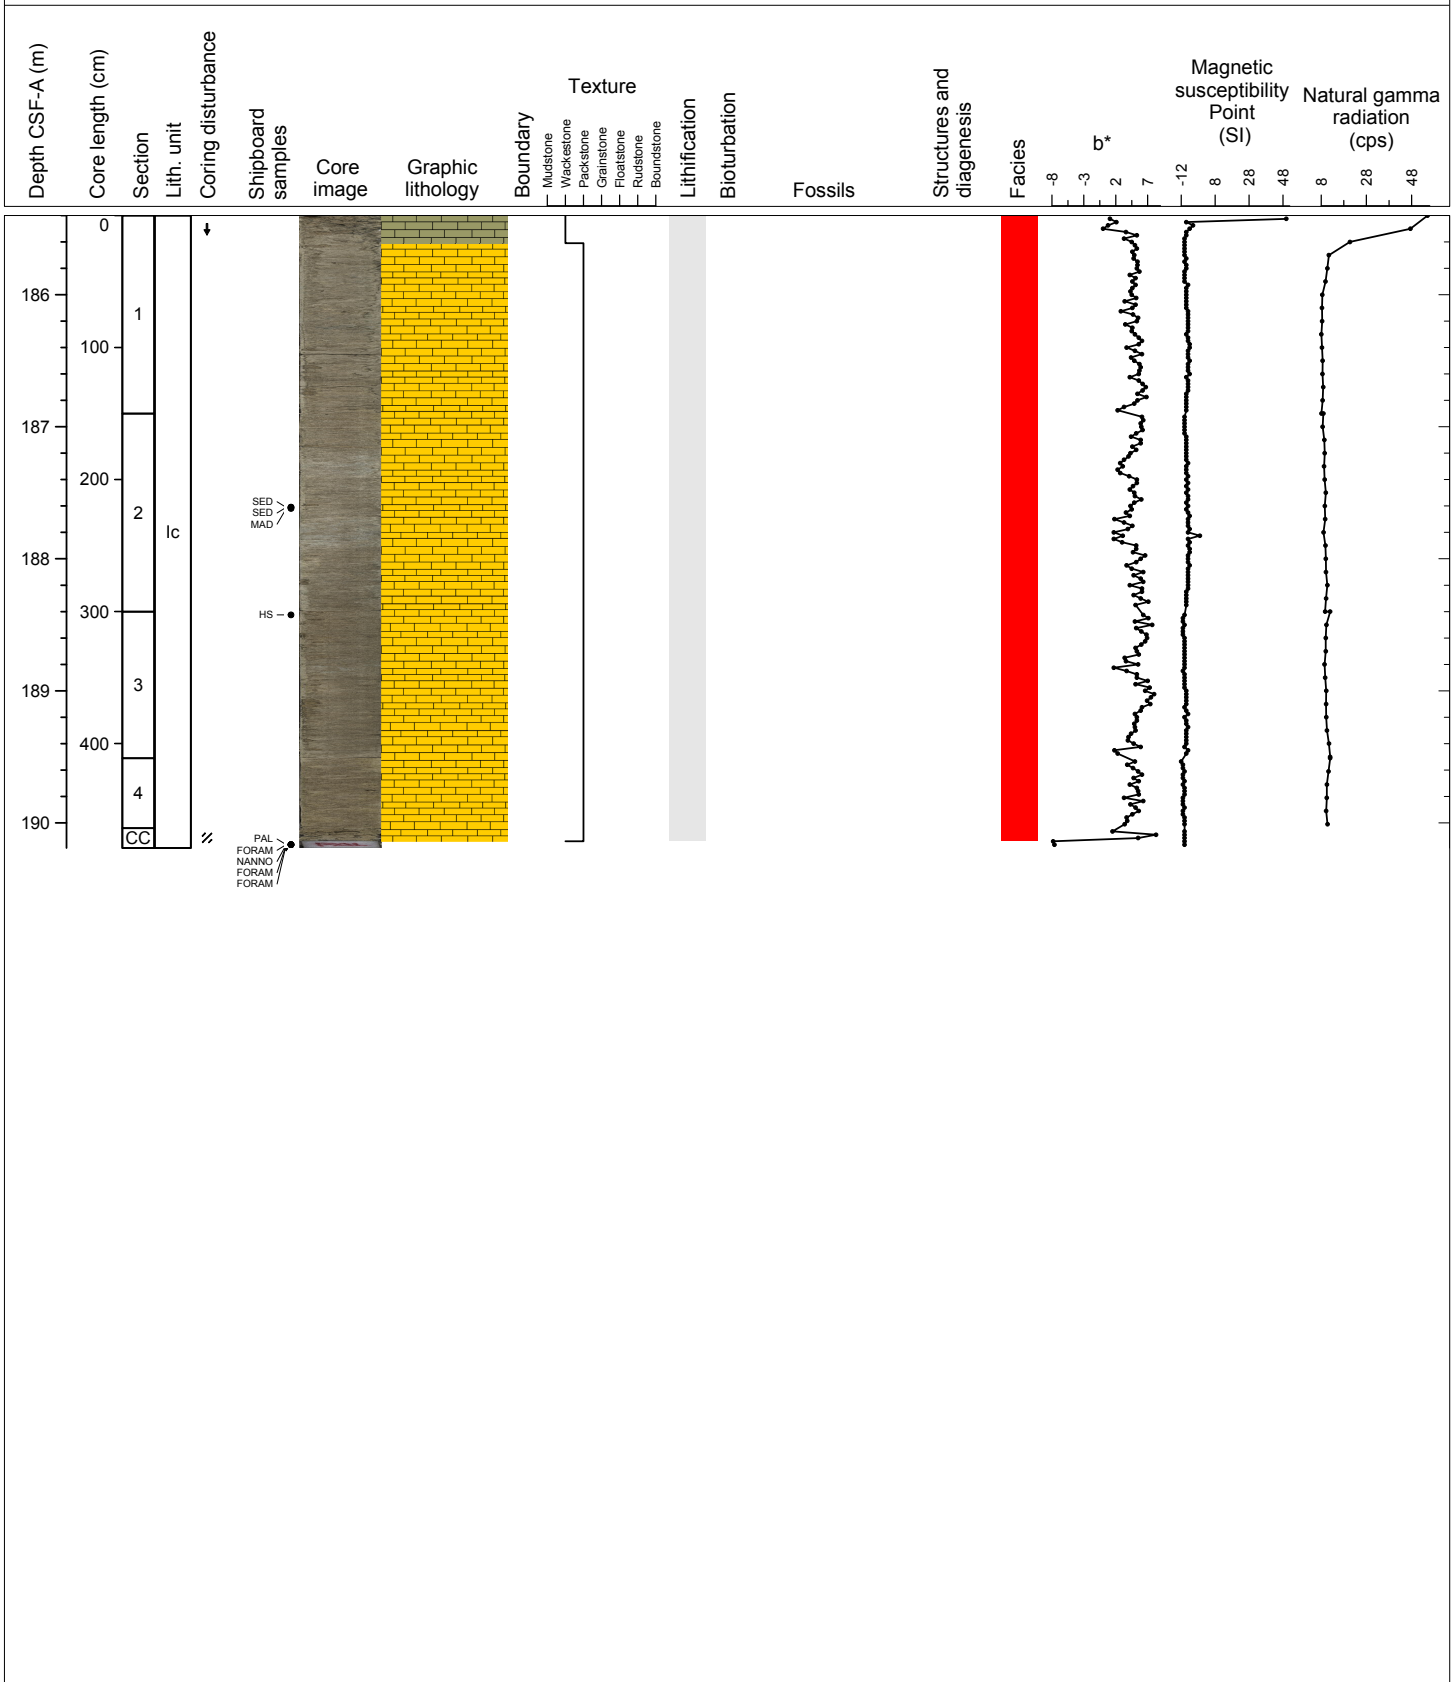 Depth CSF-A (m)
Core length (cm)
Section
Lith. unit
Coring disturbance
Shipboard
samples
Core
image
Graphic
lithology
Boundary
Texture
Mudstone
Wackestone
Packstone
Grainstone
Floatstone
Rudstone
Boundstone
Lithification
Bioturbation
Fossils
Structures and
diagenesis
Facies
b*
-8
-3
2
7
Magnetic
susceptibility
Point
(SI)
-12
8
28
48
Natural gamma
radiation
(cps)
8
28
48
186
187
188
189
190
0
100
200
300
400
1
2
3
4
CC
Ic
SED
SED
MAD
HS
PAL
FORAM
NANNO
FORAM
FORAM